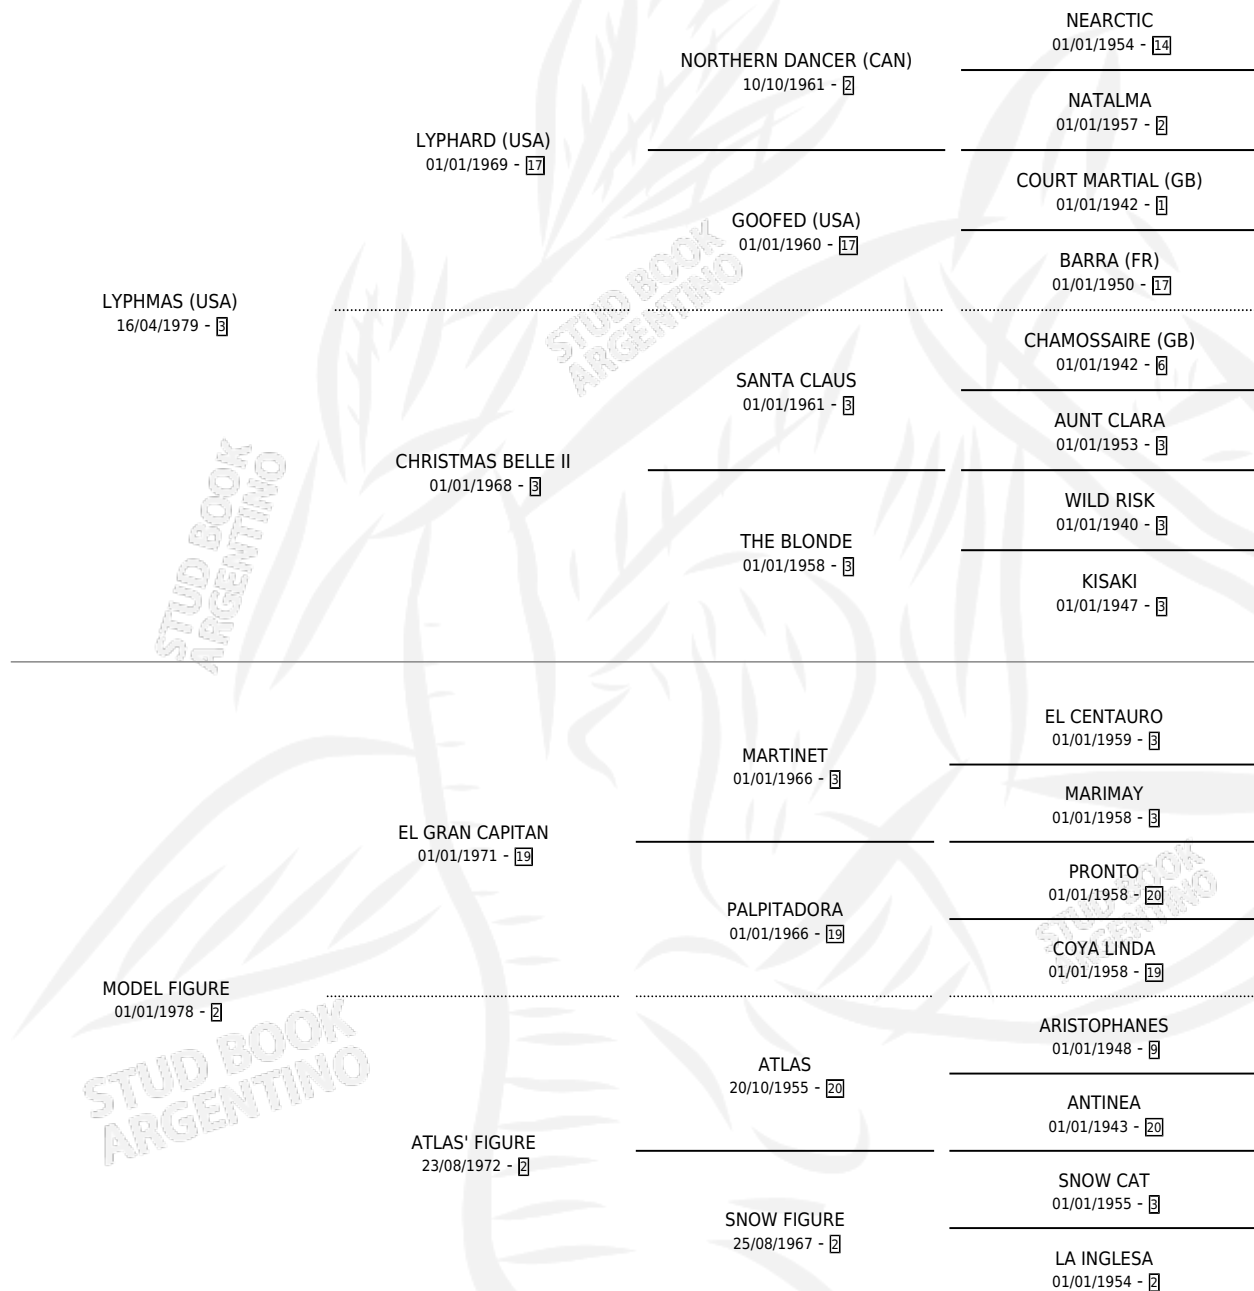 NEARCTIC
01/01/1954 - 14
NORTHERN DANCER (CAN)
10/10/1961 - 2
NATALMA
01/01/1957 - 2
LYPHARD (USA)
01/01/1969 - 17
COURT MARTIAL (GB)
01/01/1942 - 1
GOOFED (USA)
01/01/1960 - 17
BARRA (FR)
01/01/1950 - 17
LYPHMAS (USA)
16/04/1979 - 3
CHAMOSSAIRE (GB)
01/01/1942 - 6
SANTA CLAUS
01/01/1961 - 3
AUNT CLARA
01/01/1953 - 3
CHRISTMAS BELLE II
01/01/1968 - 3
WILD RISK
01/01/1940 - 3
THE BLONDE
01/01/1958 - 3
KISAKI
01/01/1947 - 3
EL CENTAURO
01/01/1959 - 3
MARTINET
01/01/1966 - 3
MARIMAY
01/01/1958 - 3
EL GRAN CAPITAN
01/01/1971 - 19
PRONTO
01/01/1958 - 20
PALPITADORA
01/01/1966 - 19
COYA LINDA
01/01/1958 - 19
MODEL FIGURE
01/01/1978 - 2
ARISTOPHANES
01/01/1948 - 9
ATLAS
20/10/1955 - 20
ANTINEA
01/01/1943 - 20
ATLAS' FIGURE
23/08/1972 - 2
SNOW CAT
01/01/1955 - 3
SNOW FIGURE
25/08/1967 - 2
LA INGLESA
01/01/1954 - 2
STUD BOOK
ARGENTINO
STUD BOOK
ARGENTINO
STUD BOOK
ARGENTINO
STUD BOOK
ARGENTINO